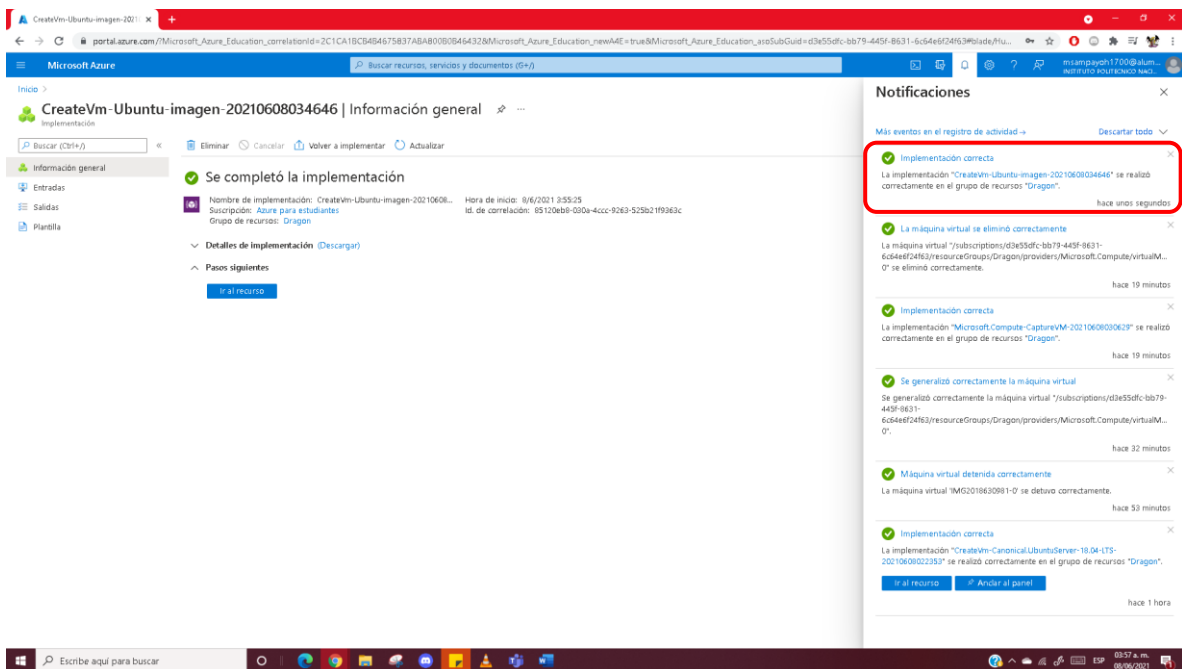 CreateVm-Ubuntu-imagen-2021
portal.azure.com/?Microsoft_Azure_Education_correlationId=2C1CA1BCB4B4675B37ABA800B0B46432&Microsoft_Azure_Education_newA4E=true&Microsoft_Azure_Education_asoSubGuid=d3e55dfc-bb79-445f-8631-6c64e6f24f63#blade/Hu...
Microsoft Azure
Buscar recursos, servicios y documentos (G+/)
msampayoh1700@alum...
INSTITUTO POLITECNICO NACI...
Inicio >
CreateVm-Ubuntu-imagen-20210608034646 | Información general
Implementación
Buscar (Ctrl+/)
Eliminar
Cancelar
Volver a implementar
Actualizar
Información general
Entradas
Salidas
Plantilla
Se completó la implementación
Nombre de implementación: CreateVm-Ubuntu-imagen-20210608...
Suscripción: Azure para estudiantes
Grupo de recursos: Dragon
Hora de inicio: 8/6/2021 3:55:25
Id. de correlación: 85120eb8-030a-4ccc-9263-525b21f9363c
Detalles de implementación (Descargar)
Pasos siguientes
Ir al recurso
Notificaciones
Más eventos en el registro de actividad →
Descartar todo
Implementación correcta
La implementación "CreateVm-Ubuntu-imagen-20210608034646" se realizó
correctamente en el grupo de recursos "Dragon".
hace unos segundos
La máquina virtual se eliminó correctamente
La máquina virtual "/subscriptions/d3e55dfc-bb79-445f-8631-
6c64e6f24f63/resourceGroups/Dragon/providers/Microsoft.Compute/virtualM...
0" se eliminó correctamente.
hace 19 minutos
Implementación correcta
La implementación "Microsoft.Compute-CaptureVM-20210608030629" se realizó
correctamente en el grupo de recursos "Dragon".
hace 19 minutos
Se generalizó correctamente la máquina virtual
Se generalizó correctamente la máquina virtual "/subscriptions/d3e55dfc-bb79-
445f-8631-
6c64e6f24f63/resourceGroups/Dragon/providers/Microsoft.Compute/virtualM...
0".
hace 32 minutos
Máquina virtual detenida correctamente
La máquina virtual 'IMG2018630981-0' se detuvo correctamente.
hace 53 minutos
Implementación correcta
La implementación "CreateVm-Canonical.UbuntuServer-18.04-LTS-
20210608022353" se realizó correctamente en el grupo de recursos "Dragon".
Ir al recurso
Anclar al panel
hace 1 hora
Escribe aquí para buscar
ESP
03:57 a. m.
08/06/2021